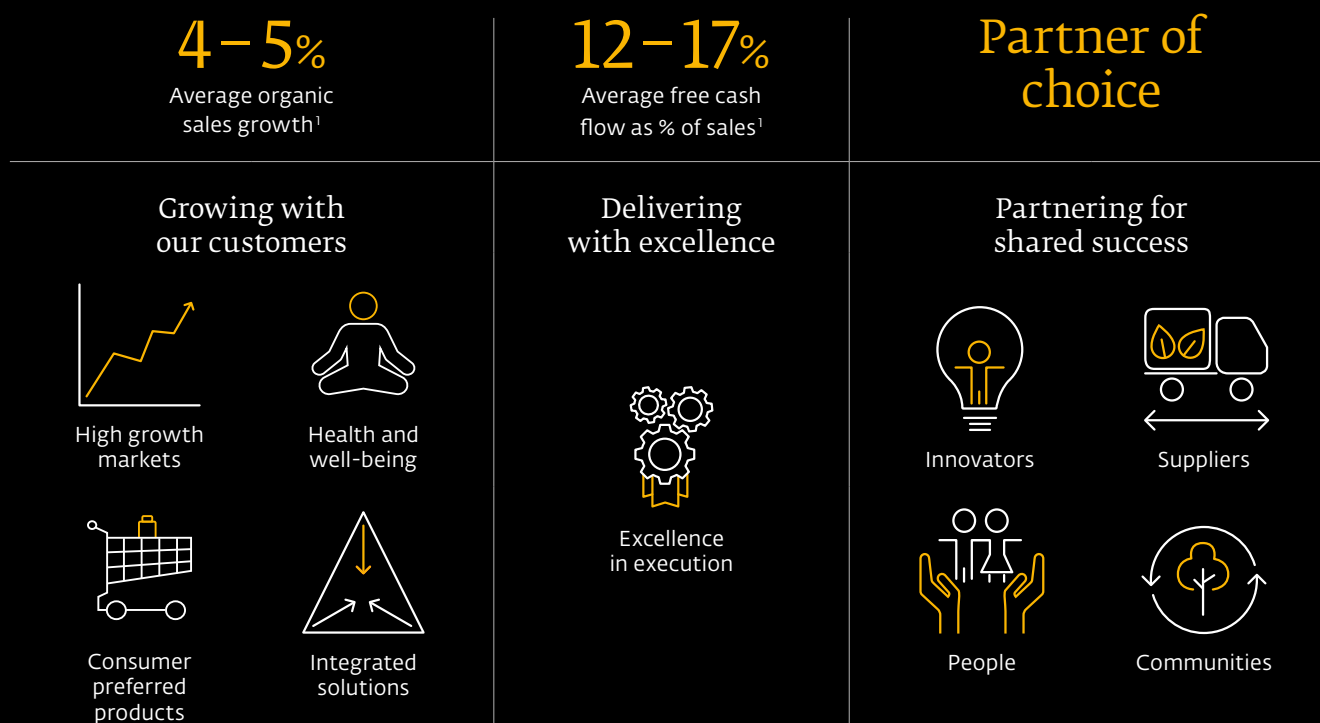 4–5%
Average organic
sales growth¹
12–17%
Average free cash
flow as % of sales¹
Partner of
choice
Growing with
our customers
High growth
markets
Health and
well-being
Consumer
preferred
products
Integrated
solutions
Delivering
with excellence
Excellence
in execution
Partnering for
shared success
Innovators
Suppliers
People
Communities